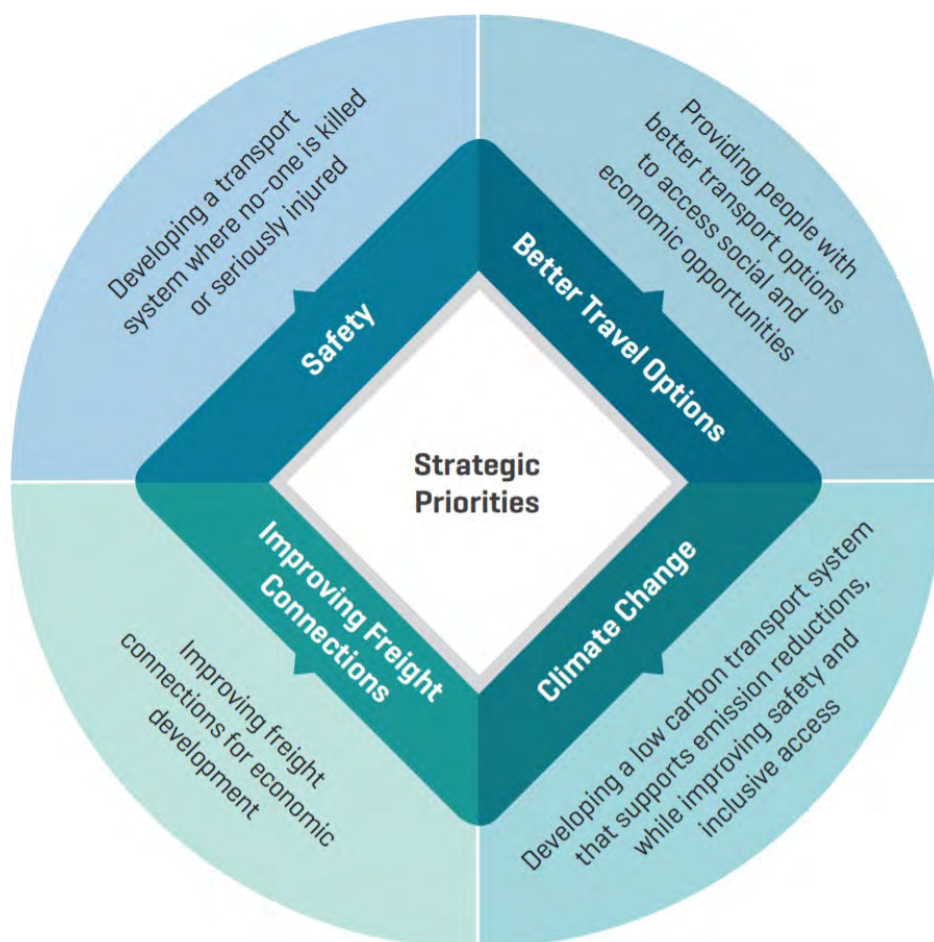 Developing a transport
system where no-one is killed
or seriously injured
Safety
Providing people with
better transport options
to access social and
economic opportunities
Better Travel Options
Strategic
Priorities
Improving Freight
Connections
Improving freight
connections for economic
development
Climate Change
Developing a low carbon transport system
that supports emission reductions,
while improving safety and
inclusive access